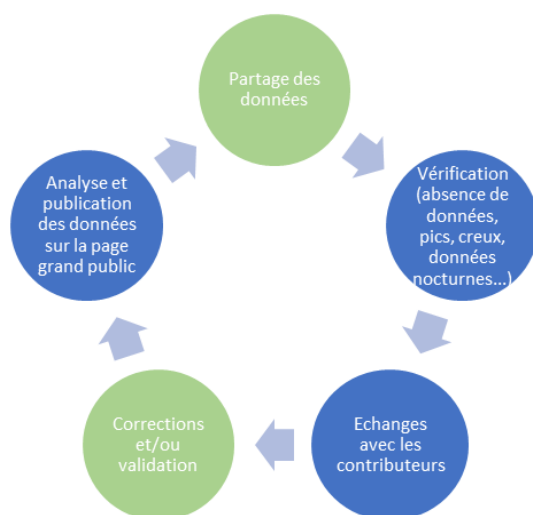 Partage des
données
Vérification
(absence de
données,
pics, creux,
données
nocturnes...)
Echanges
avec les
contributeurs
Corrections
et/ou
validation
Analyse et
publication
des données
sur la page
grand public